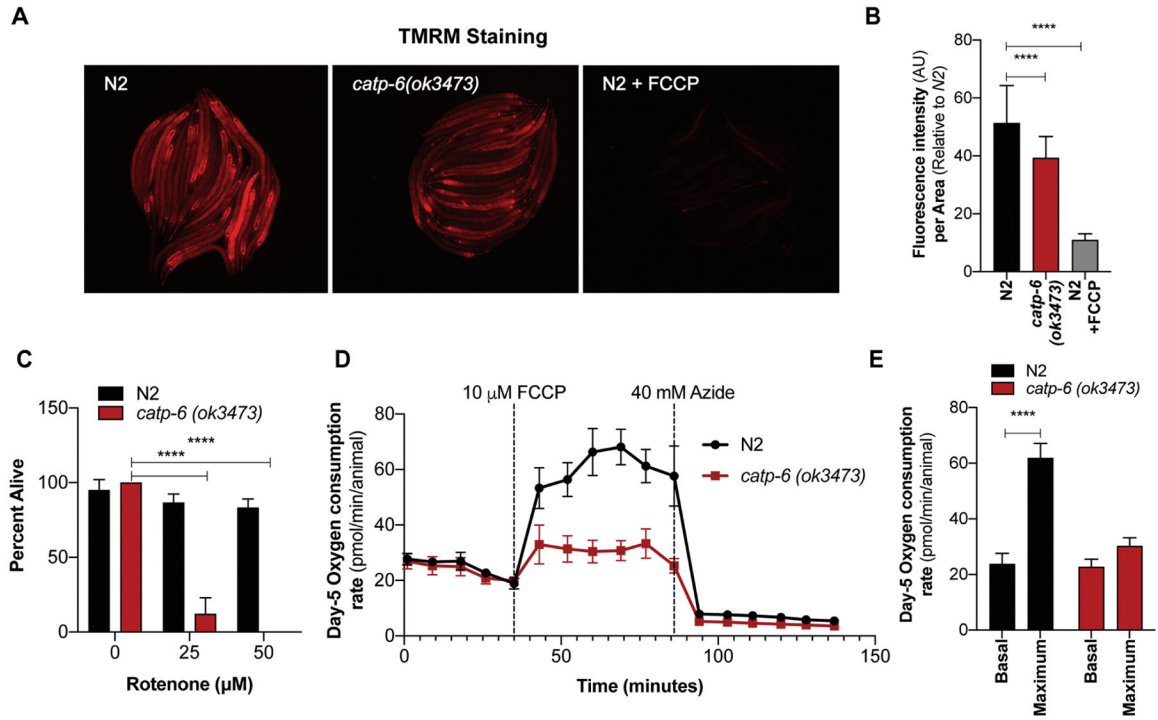 A
TMRM Staining
N2
catp-6(ok3473)
N2 + FCCP
B
Fluorescence intensity (AU)
per Area (Relative to N2)
80
60
40
20
0
****
****
N2
catp-6
(ok3473)
N2
+FCCP
C
N2
catp-6 (ok3473)
Percent Alive
150
100
50
0
****
****
0
25
50
Rotenone (µM)
D
10 µM FCCP
40 mM Azide
Day-5 Oxygen consumption
rate (pmol/min/animal)
80
60
40
20
0
N2
catp-6 (ok3473)
0
50
100
150
Time (minutes)
E
N2
catp-6 (ok3473)
Day-5 Oxygen consumption
rate (pmol/min/animal)
80
60
40
20
0
****
Basal
Maximum
Basal
Maximum